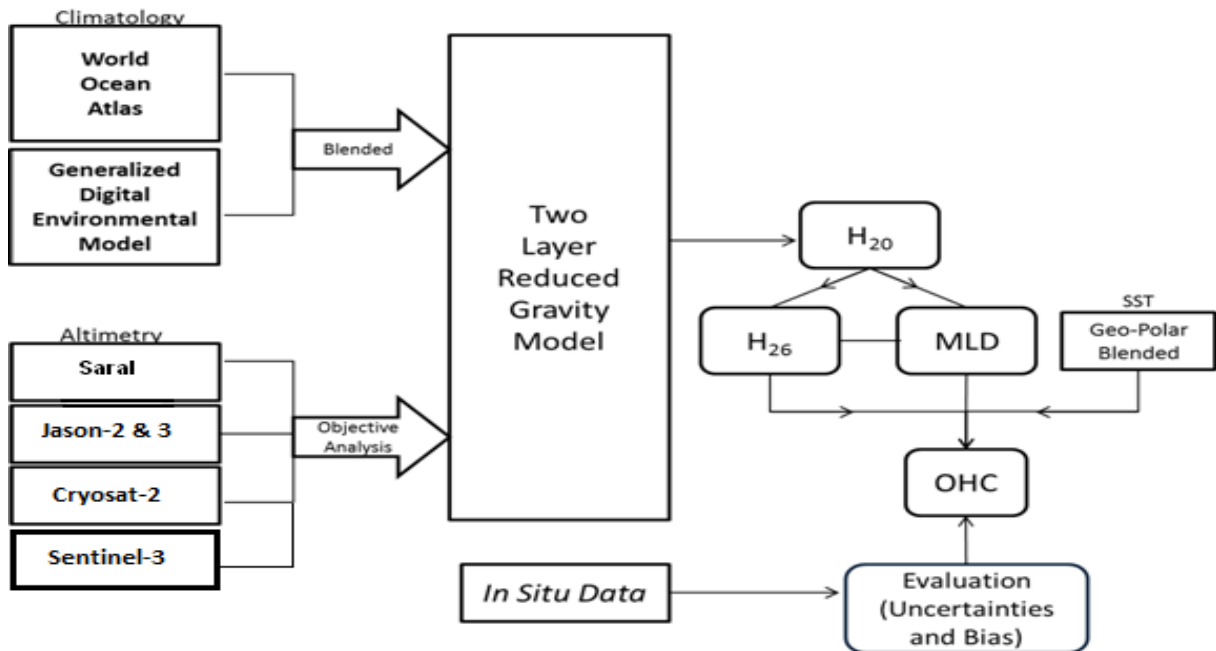 Climatology
World
Ocean
Atlas
Generalized
Digital
Environmental
Model
Blended
Altimetry
Saral
Jason-2 & 3
Cryosat-2
Sentinel-3
Objective
Analysis
Two
Layer
Reduced
Gravity
Model
H₂₀
H₂₆
MLD
SST
Geo-Polar
Blended
OHC
In Situ Data
Evaluation
(Uncertainties
and Bias)